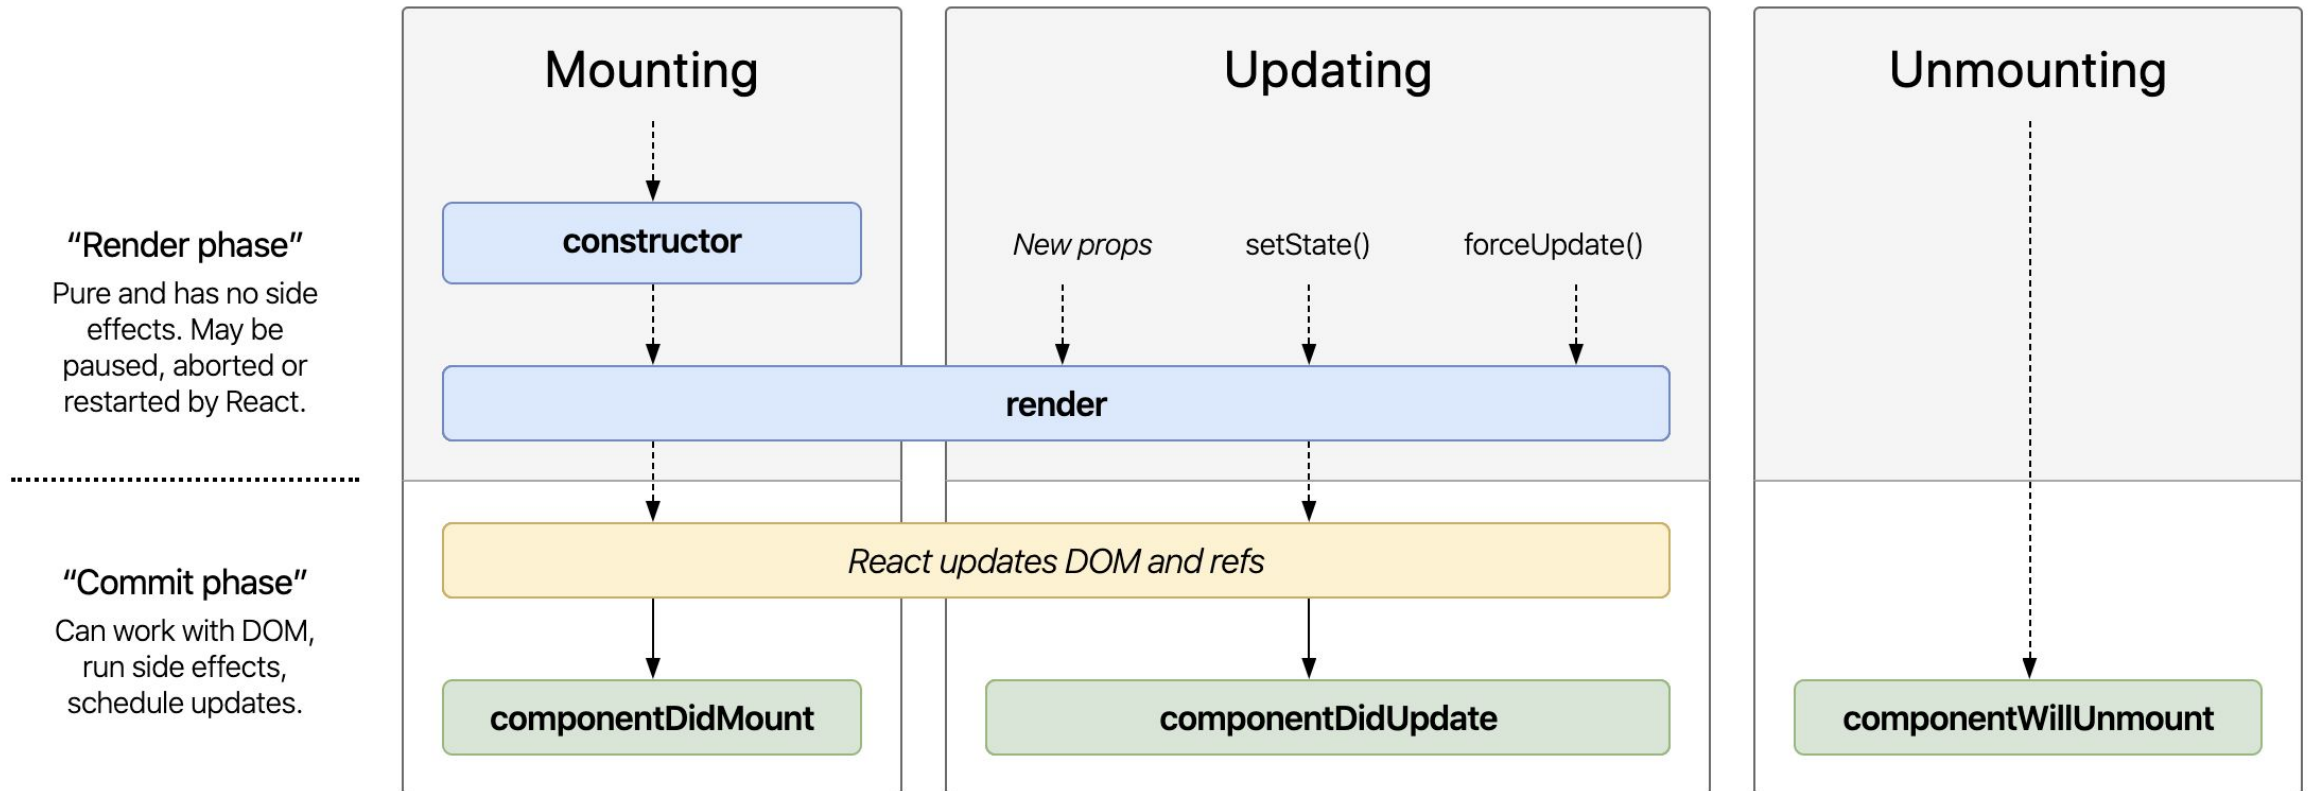 Mounting
Updating
Unmounting
“Render phase”
Pure and has no side
effects. May be
paused, aborted or
restarted by React.
constructor
New props
setState()
forceUpdate()
render
“Commit phase”
Can work with DOM,
run side effects,
schedule updates.
React updates DOM and refs
componentDidMount
componentDidUpdate
componentWillUnmount